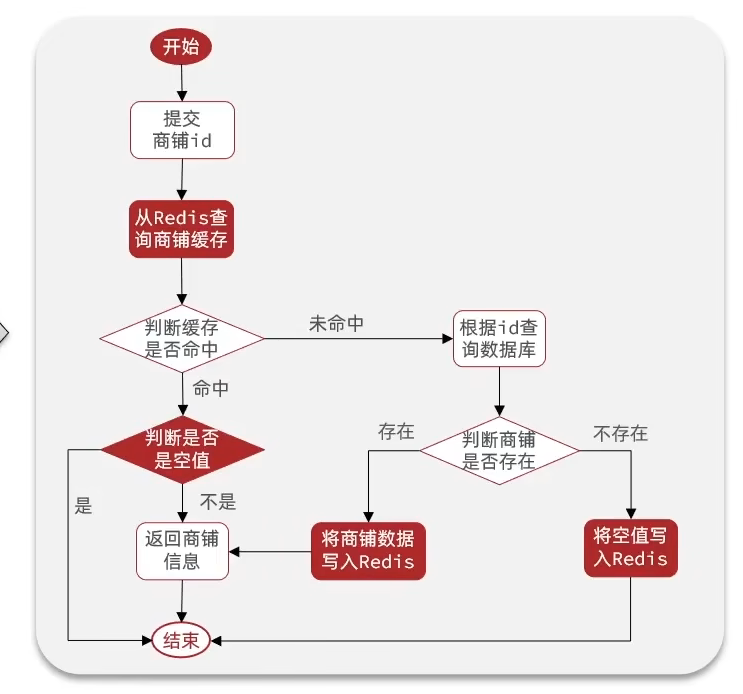 开始
提交
商铺id
从Redis查
询商铺缓存
判断缓存
是否命中
未命中
根据id查
询数据库
命中
判断是否
是空值
存在
判断商铺
是否存在
不存在
是
不是
返回商铺
信息
将商铺数据
写入Redis
将空值写
入Redis
结束